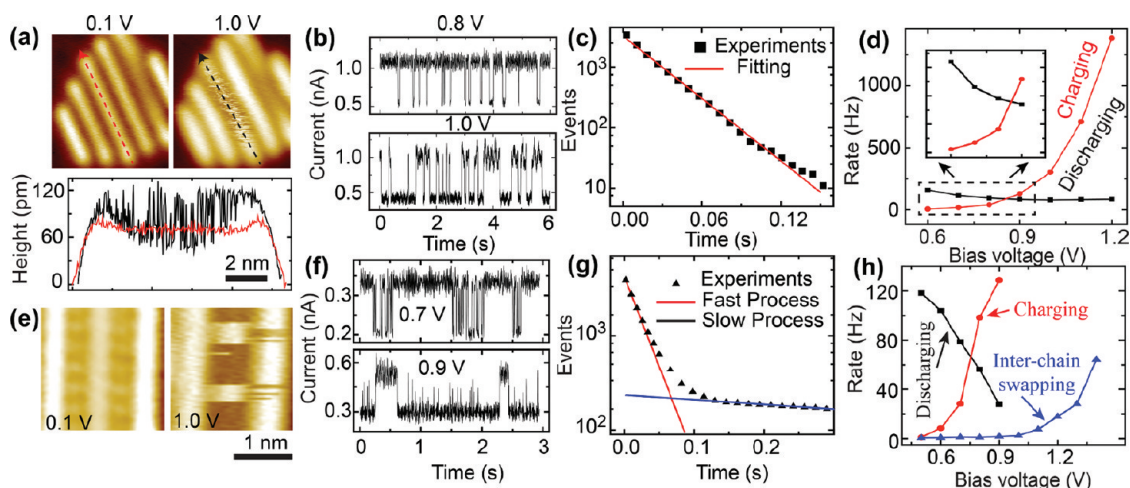 (a)
0.1 V
1.0 V
Height (pm)
120
60
0
2 nm
(b)
0.8 V
1.0
0.5
1.0 V
1.0
0.5
Current (nA)
0 2 4 6
Time (s)
(c)
Events
10³
10²
10
Experiments
Fitting
0.00 0.06 0.12
Time (s)
(d)
Rate (Hz)
1000
500
0
Charging
Discharging
0.6 0.9 1.2
Bias voltage (V)
(e)
0.1 V
1.0 V
1 nm
(f)
0.3
0.2
0.7 V
0.6
0.3
0.9 V
Current (nA)
0 1 2 3
Time (s)
(g)
Events
10³
10²
Experiments
Fast Process
Slow Process
0.0 0.1 0.2
Time (s)
(h)
Rate (Hz)
120
80
40
0
Discharging
Charging
Inter-chain
swapping
0.6 0.9 1.2
Bias voltage (V)